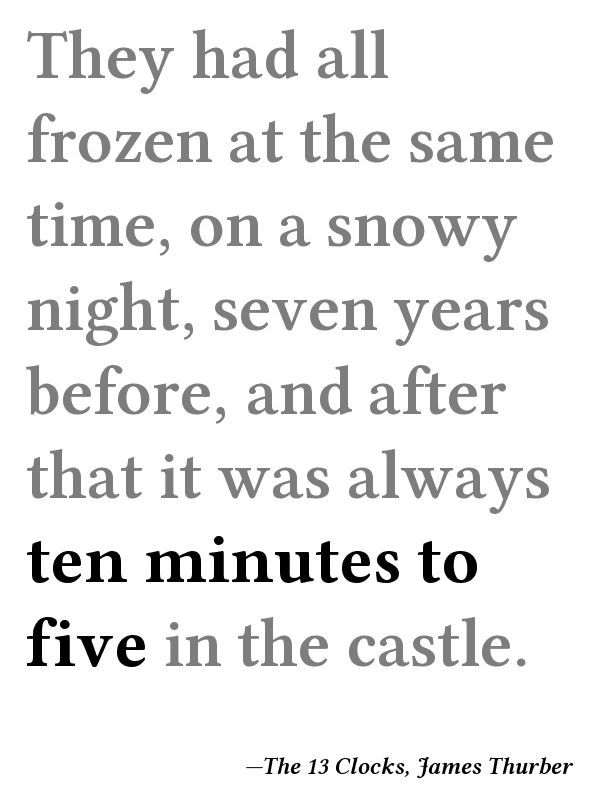 They had all
frozen at the same
time, on a snowy
night, seven years
before, and after
that it was always
ten minutes to
five in the castle.
—The 13 Clocks, James Thurber